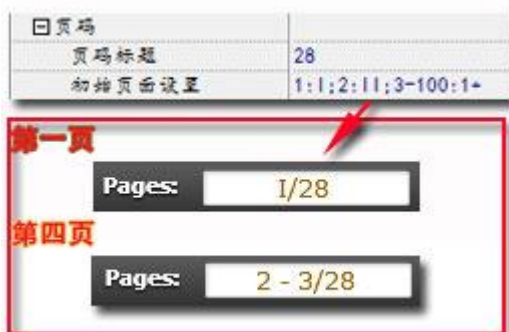 页码
页码标题 28
初始页面设置 1:I;2:II;3-100:1+
第一页
Pages: I/28
第四页
Pages: 2 - 3/28